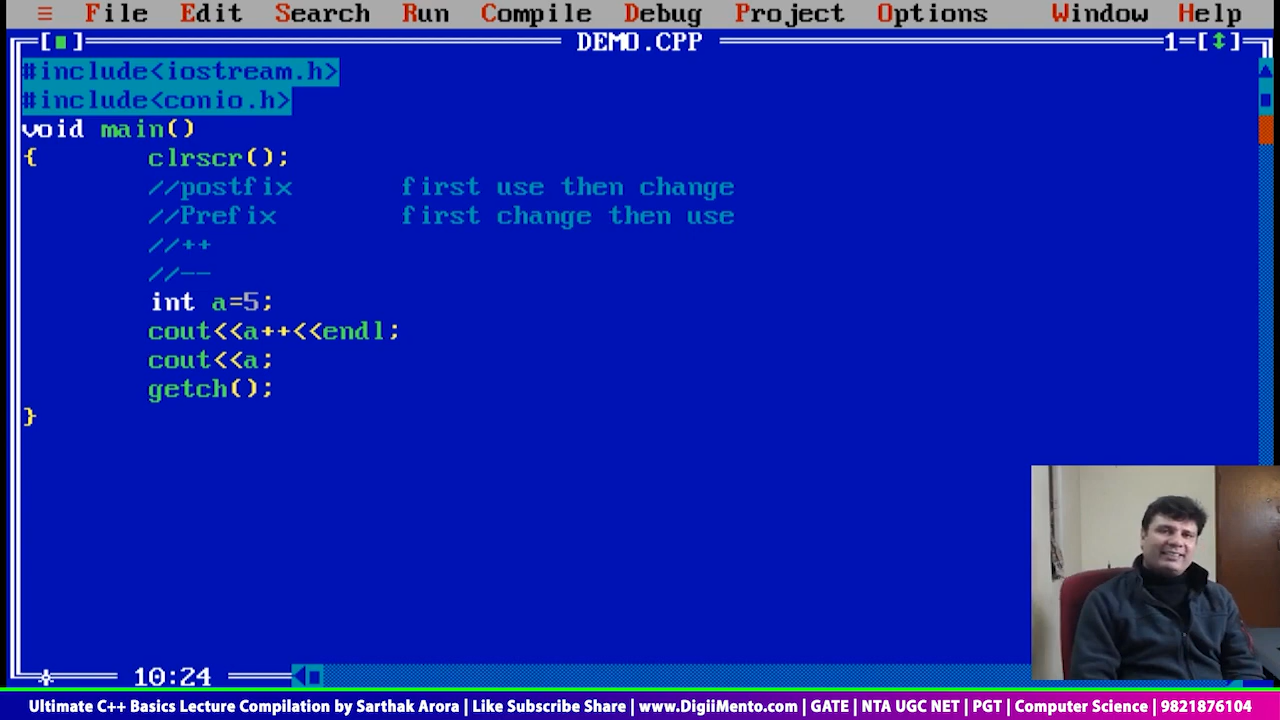 ≡ File Edit Search Run Compile Debug Project Options Window Help
[■] DEMO.CPP 1=[↕]
#include<iostream.h>
#include<conio.h>
void main()
{ clrscr();
//postfix first use then change
//Prefix first change then use
//++
//--
int a=5;
cout<<a++<<endl;
cout<<a;
getch();
}
10:24
Ultimate C++ Basics Lecture Compilation by Sarthak Arora | Like Subscribe Share | www.DigiiMento.com | GATE | NTA UGC NET | PGT | Computer Science | 9821876104